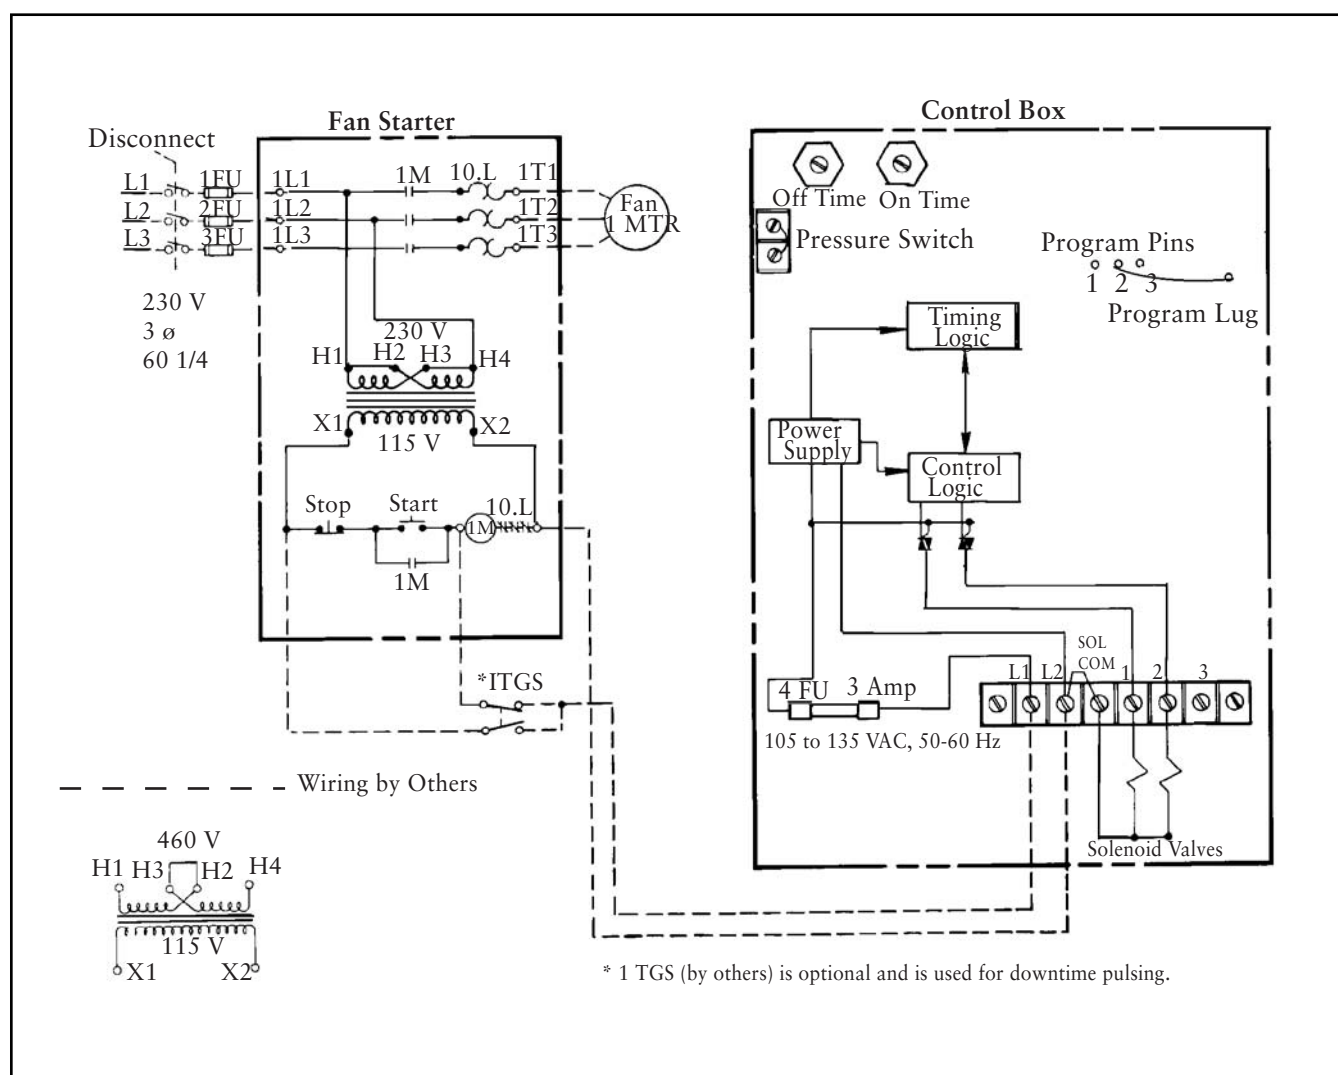 Fan Starter
Control Box
Disconnect
L1
1FU
1L1
1M
10.L
1T1
L2
2FU
1L2
1T2
L3
3FU
1L3
1T3
Fan
1 MTR
230 V
3 ø
60 1/4
230 V
H1
H2
H3
H4
X1
X2
115 V
Stop
Start
10.L
1M
1M
*ITGS
Wiring by Others
460 V
H1
H3
H2
H4
115 V
X1
X2
Off Time
On Time
Pressure Switch
Program Pins
1
2
3
Program Lug
Timing
Logic
Power
Supply
Control
Logic
SOL
COM
L1
L2
1
2
3
4 FU
3 Amp
105 to 135 VAC, 50-60 Hz
Solenoid Valves
* 1 TGS (by others) is optional and is used for downtime pulsing.